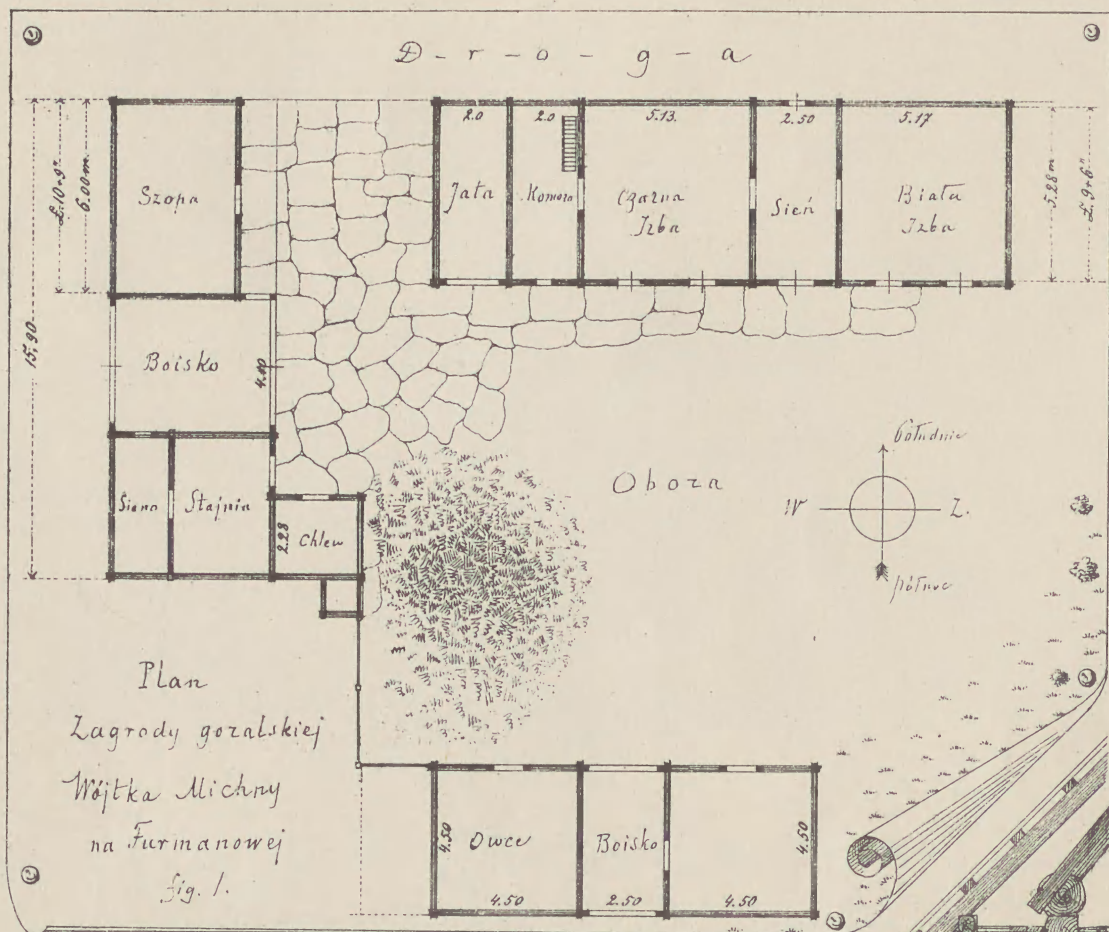 D-r-o-g-a
Szopa
£.10+9"
6.00m.
15.90
2.0
2.0
5.13.
2.50
5.17
Jata
Komora
Czarna
Izba
Sień
Biała
Izba
5.28m
£.9+6"
Boisko
4.40
Siano
Stajnia
Chlew
2.28
Oboza
Południe
W
Z.
północ
Plan
Zagrody goralskiej
Wójtka Michny
na Furmanowej
fig. 1.
4.50
Owce
Boisko
4.50
4.50
2.50
4.50